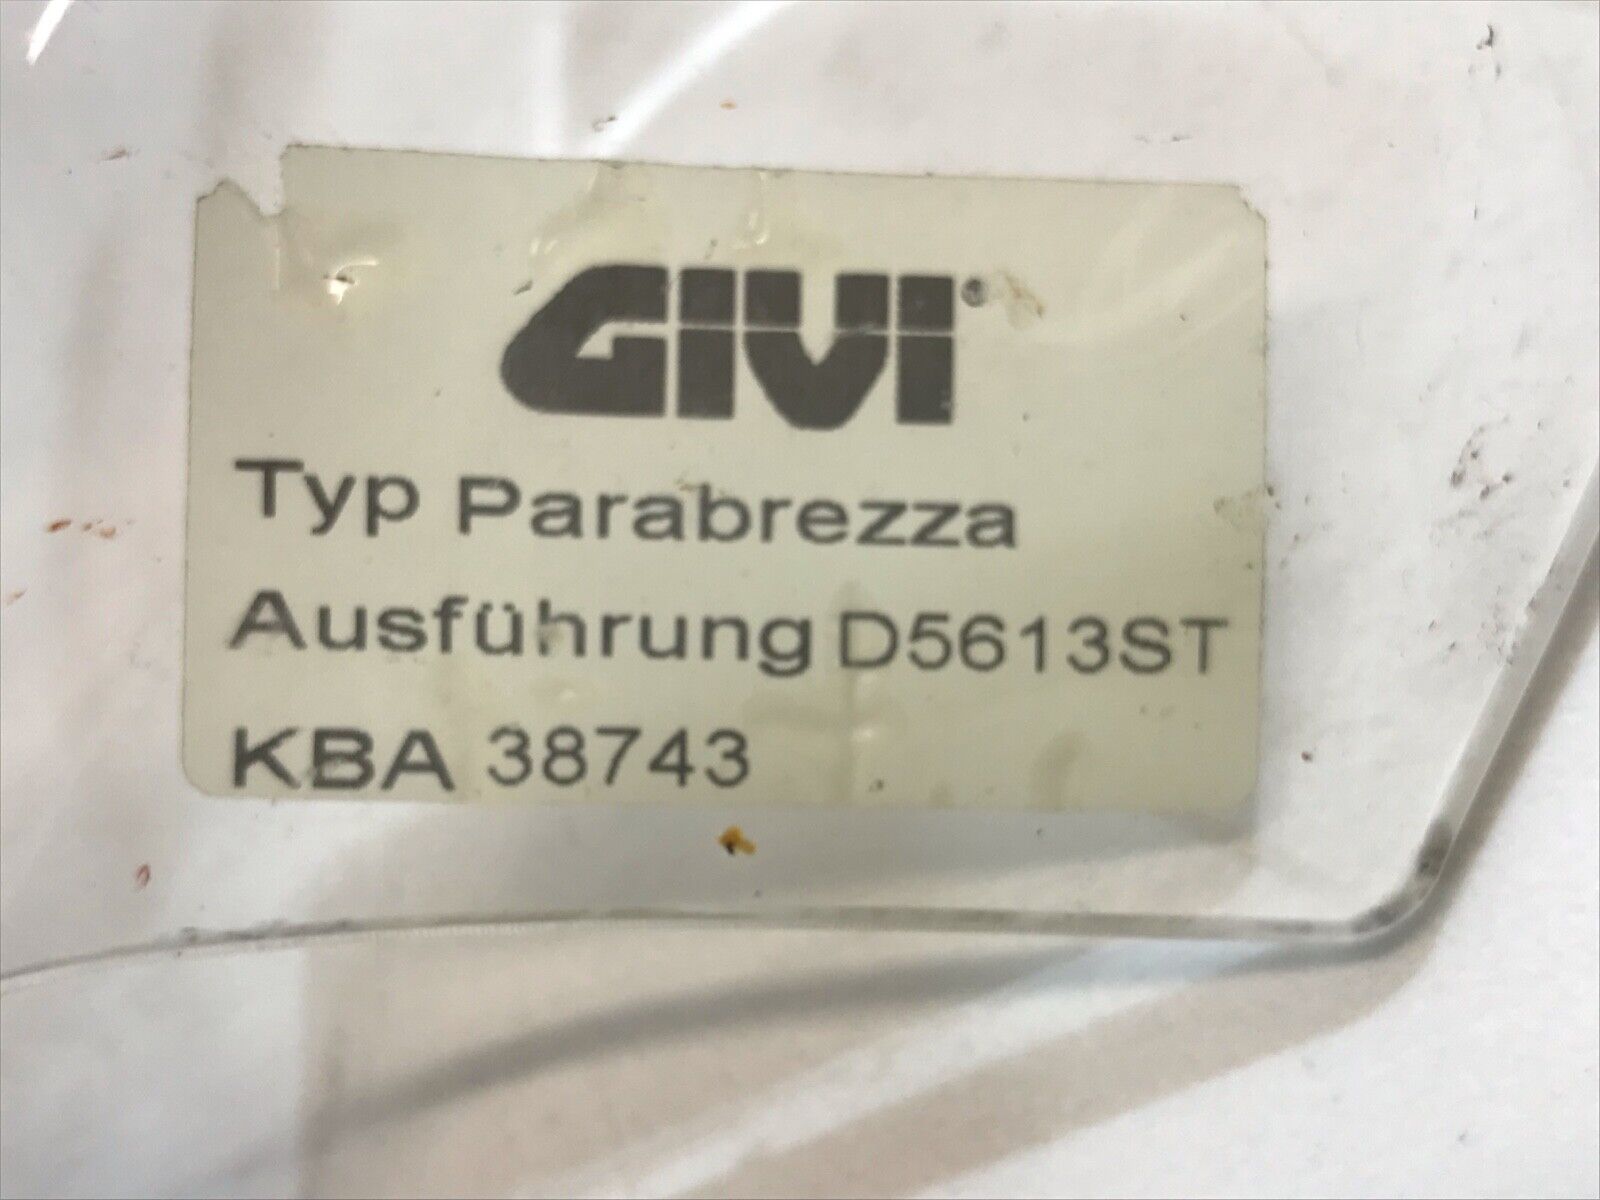 GIVI®
Typ Parabrezza
Ausführung D5613ST
KBA 38743